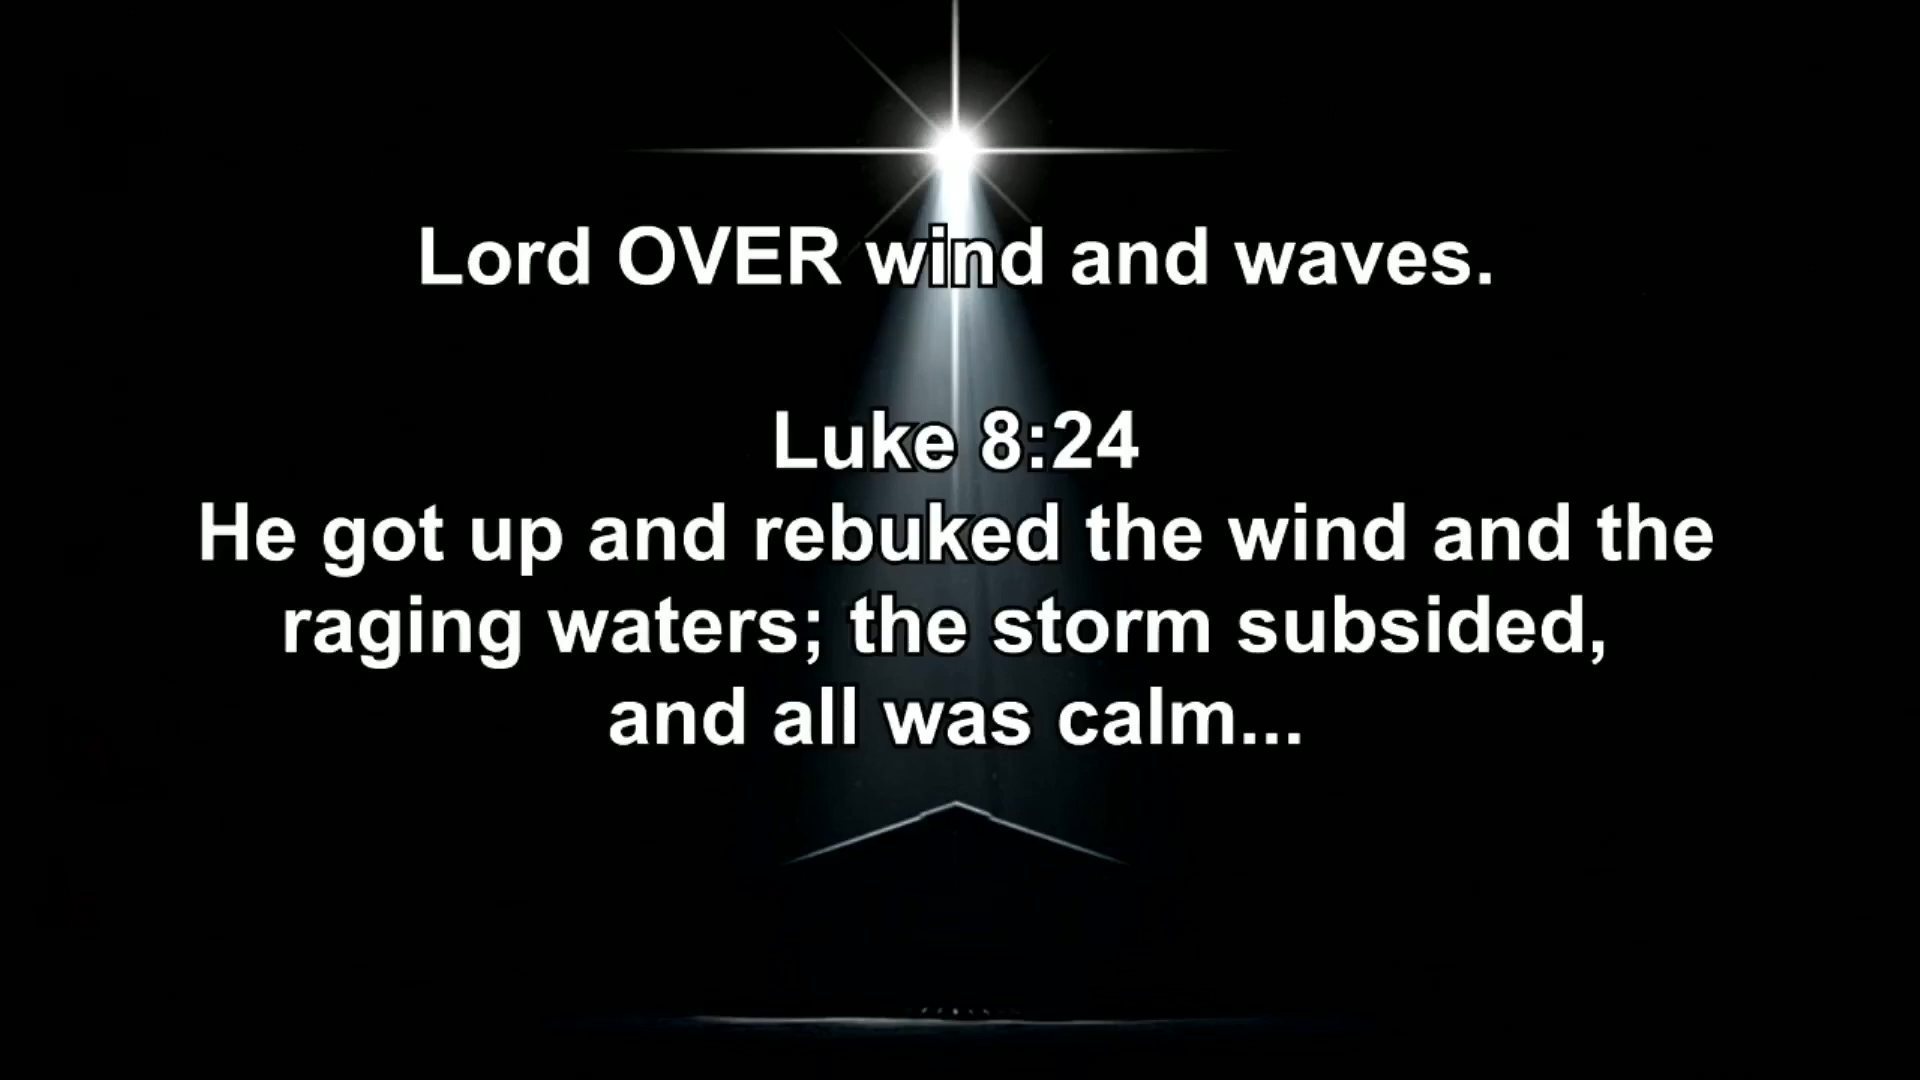 Lord OVER wind and waves.
Luke 8:24
He got up and rebuked the wind and the
raging waters; the storm subsided,
and all was calm...